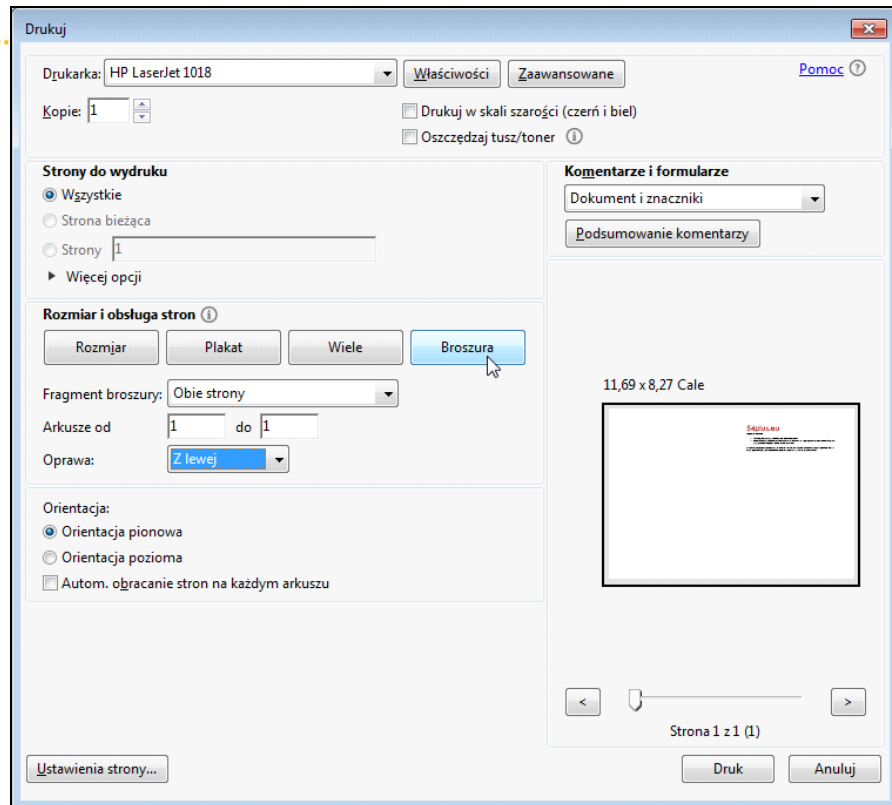 Drukuj
Drukarka: HP LaserJet 1018 Właściwości Zaawansowane Pomoc
Kopie: 1 Drukuj w skali szarości (czerń i biel)
Oszczędzaj tusz/toner
Strony do wydruku
Wszystkie
Strona bieżąca
Strony 1
Więcej opcji
Komentarze i formularze
Dokument i znaczniki
Podsumowanie komentarzy
Rozmiar i obsługa stron
Rozmiar Plakat Wiele Broszura
Fragment broszury: Obie strony
Arkusze od 1 do 1
Oprawa: Z lewej
Orientacja:
Orientacja pionowa
Orientacja pozioma
Autom. obracanie stron na każdym arkuszu
11,69 x 8,27 Cale
54plus.eu
< >
Strona 1 z 1 (1)
Ustawienia strony... Druk Anuluj